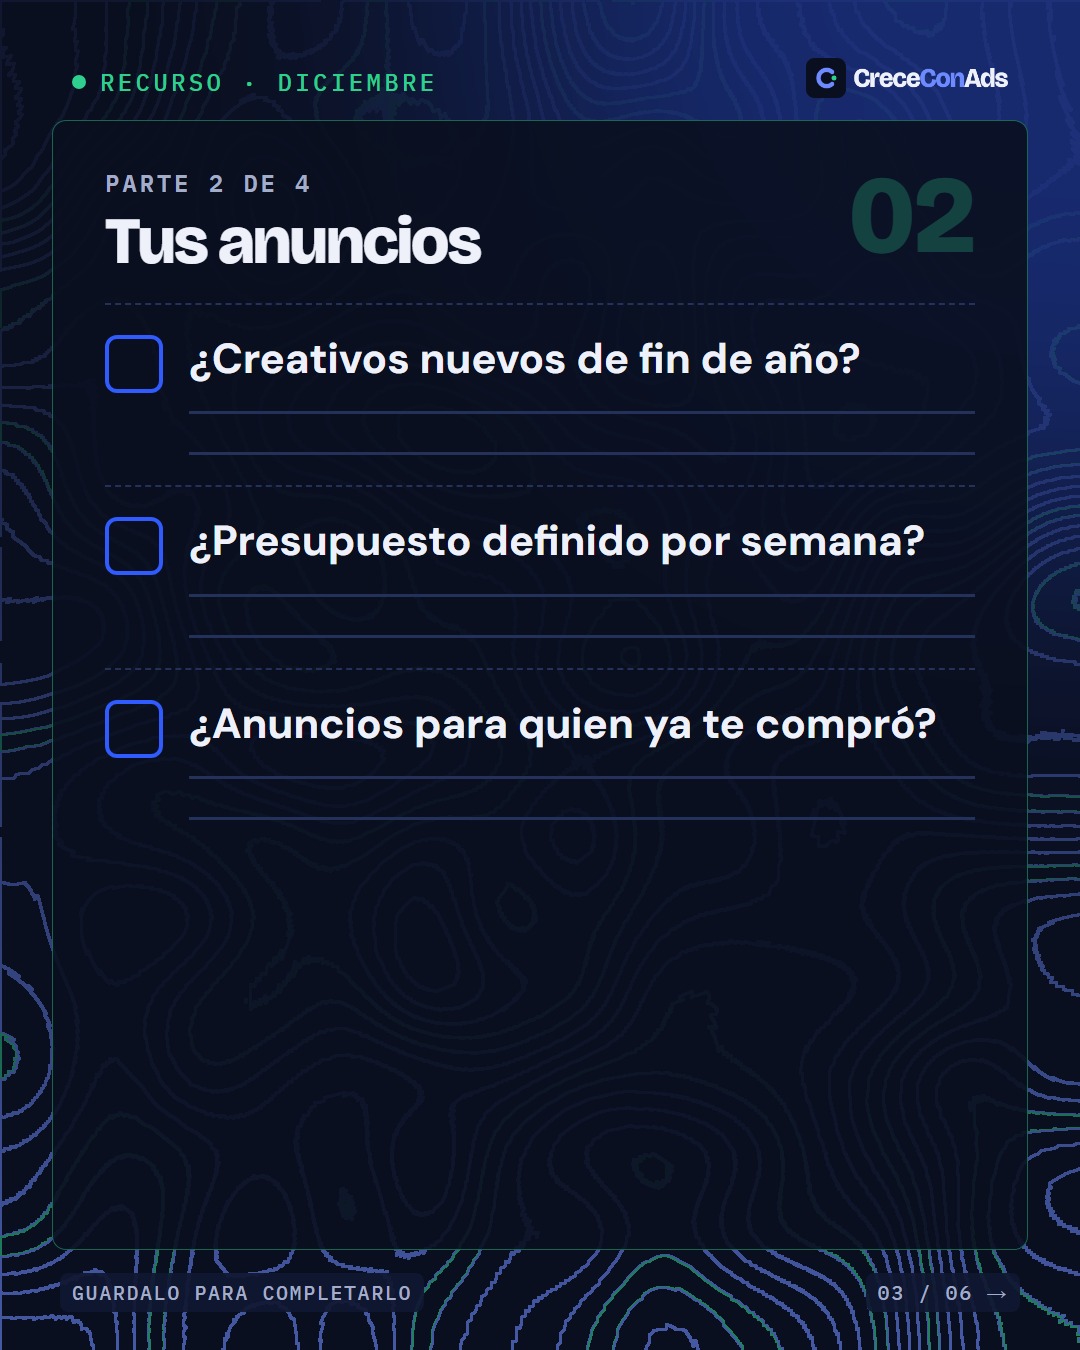 RECURSO · DICIEMBRE
CreceConAds
PARTE 2 DE 4
Tus anuncios
02
¿Creativos nuevos de fin de año?
¿Presupuesto definido por semana?
¿Anuncios para quien ya te compró?
GUARDALO PARA COMPLETARLO
03 / 06 →